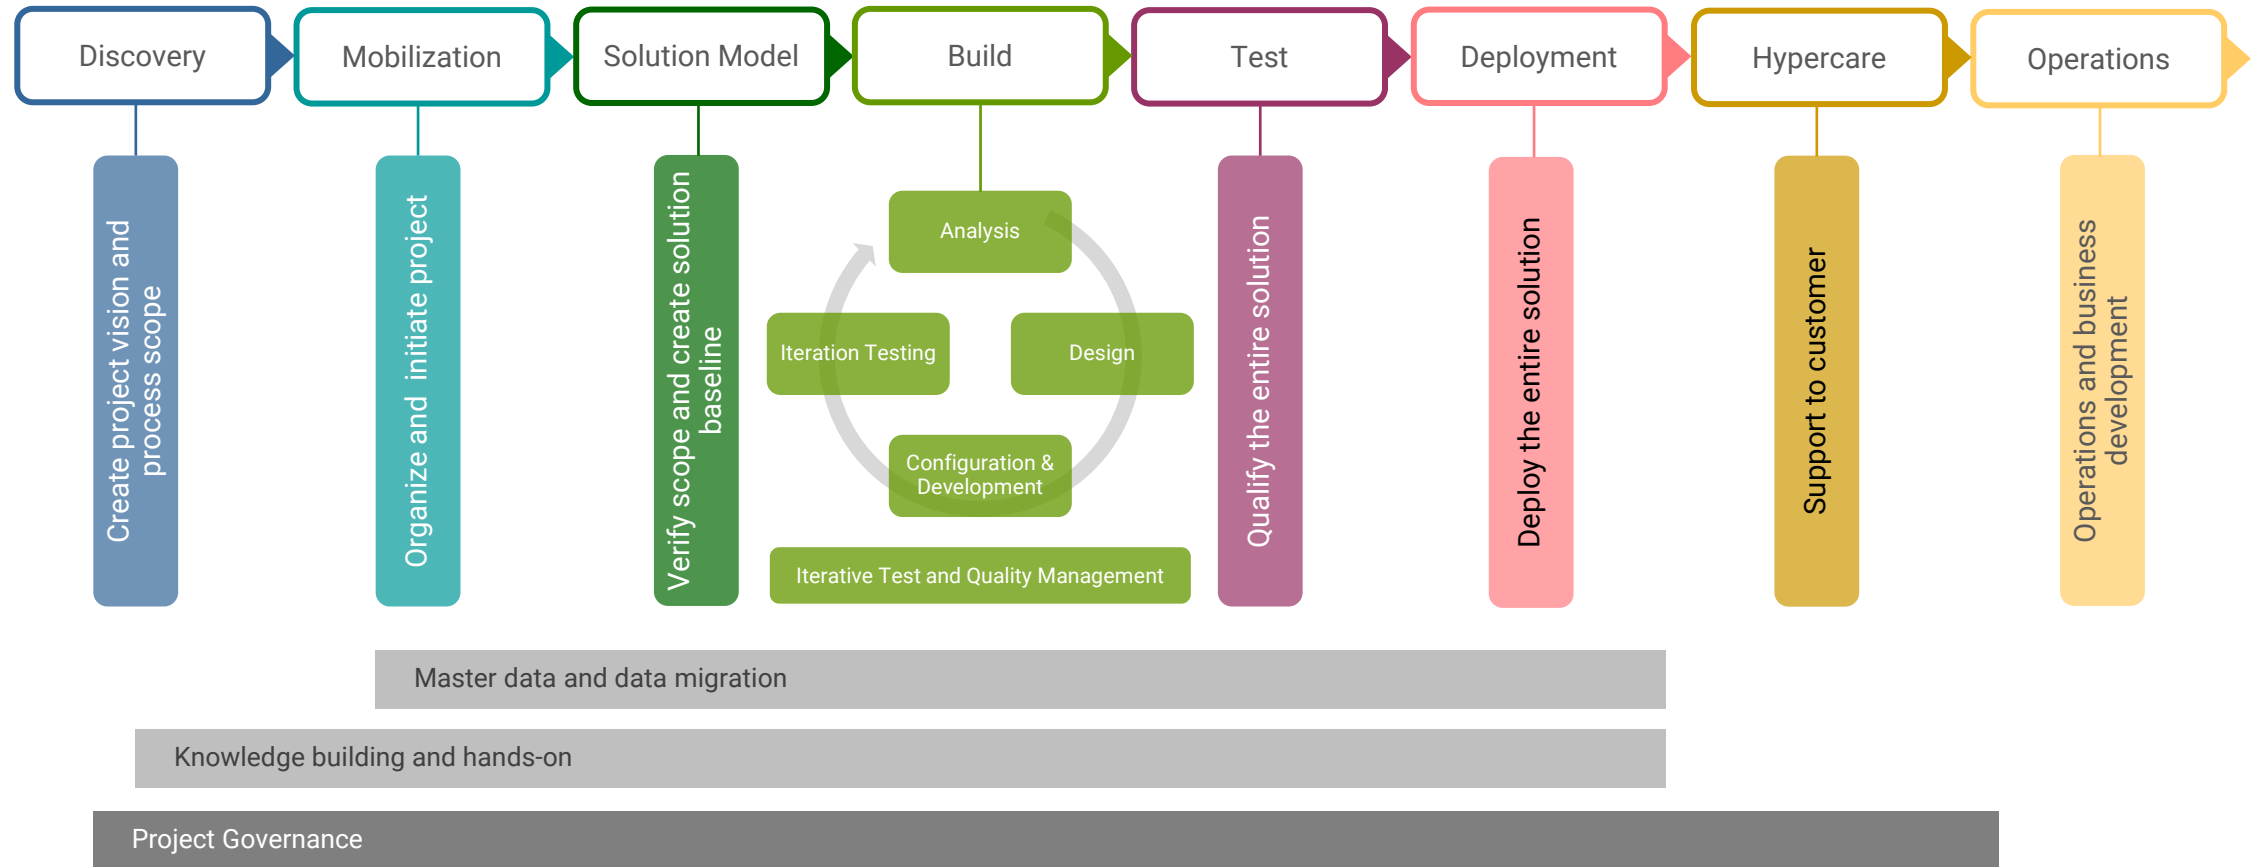 Discovery
Mobilization
Solution Model
Build
Test
Deployment
Hypercare
Operations
Create project vision and
process scope
Organize and initiate project
Verify scope and create solution
baseline
Analysis
Iteration Testing
Design
Configuration &
Development
Iterative Test and Quality Management
Qualify the entire solution
Deploy the entire solution
Support to customer
Operations and business
development
Master data and data migration
Knowledge building and hands-on
Project Governance